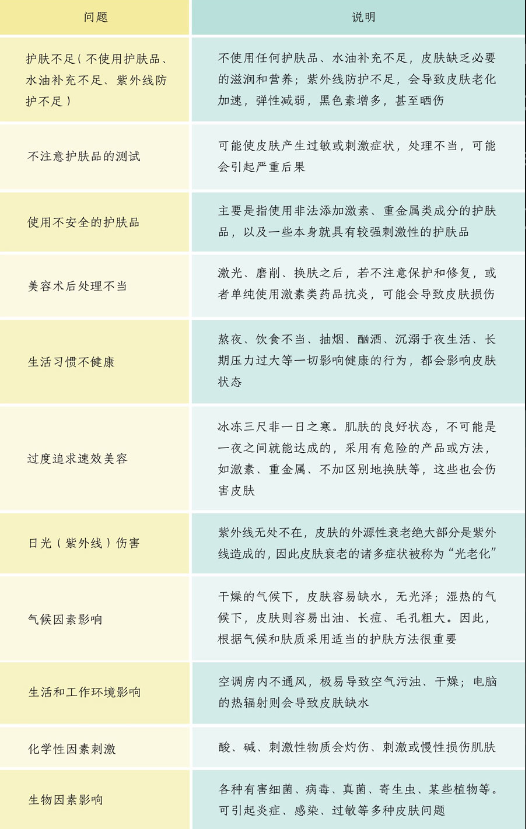 问题
说明
护肤不足(不使用护肤品、
水油补充不足、紫外线防
护不足)
不使用任何护肤品、水油补充不足，皮肤缺乏必要
的滋润和营养；紫外线防护不足，会导致皮肤老化
加速，弹性减弱，黑色素增多，甚至晒伤
不注意护肤品的测试
可能使皮肤产生过敏或刺激症状，处理不当，可能
会引起严重后果
使用不安全的护肤品
主要是指使用非法添加激素、重金属类成分的护肤
品，以及一些本身就具有较强刺激性的护肤品
美容术后处理不当
激光、磨削、换肤之后，若不注意保护和修复，或
者单纯使用激素类药品抗炎，可能会导致皮肤损伤
生活习惯不健康
熬夜、饮食不当、抽烟、酗酒、沉溺于夜生活、长
期压力过大等一切影响健康的行为，都会影响皮肤
状态
过度追求速效美容
冰冻三尺非一日之寒。肌肤的良好状态，不可能是
一夜之间就能达成的，采用有危险的产品或方法，
如激素、重金属、不加区别地换肤等，这些也会伤
害皮肤
日光(紫外线)伤害
紫外线无处不在，皮肤的外源性衰老绝大部分是紫外
线造成的，因此皮肤衰老的诸多症状被称为“光老化”
气候因素影响
干燥的气候下，皮肤容易缺水，无光泽；湿热的气
候下，皮肤则容易出油、长痘、毛孔粗大。因此，
根据气候和肤质采用适当的护肤方法很重要
生活和工作环境影响
空调房内不通风，极易导致空气污浊、干燥；电脑
的热辐射则会导致皮肤缺水
化学性因素刺激
酸、碱、刺激性物质会灼伤、刺激或慢性损伤肌肤
生物因素影响
各种有害细菌、病毒、真菌、寄生虫、某些植物等。
可引起炎症、感染、过敏等多种皮肤问题